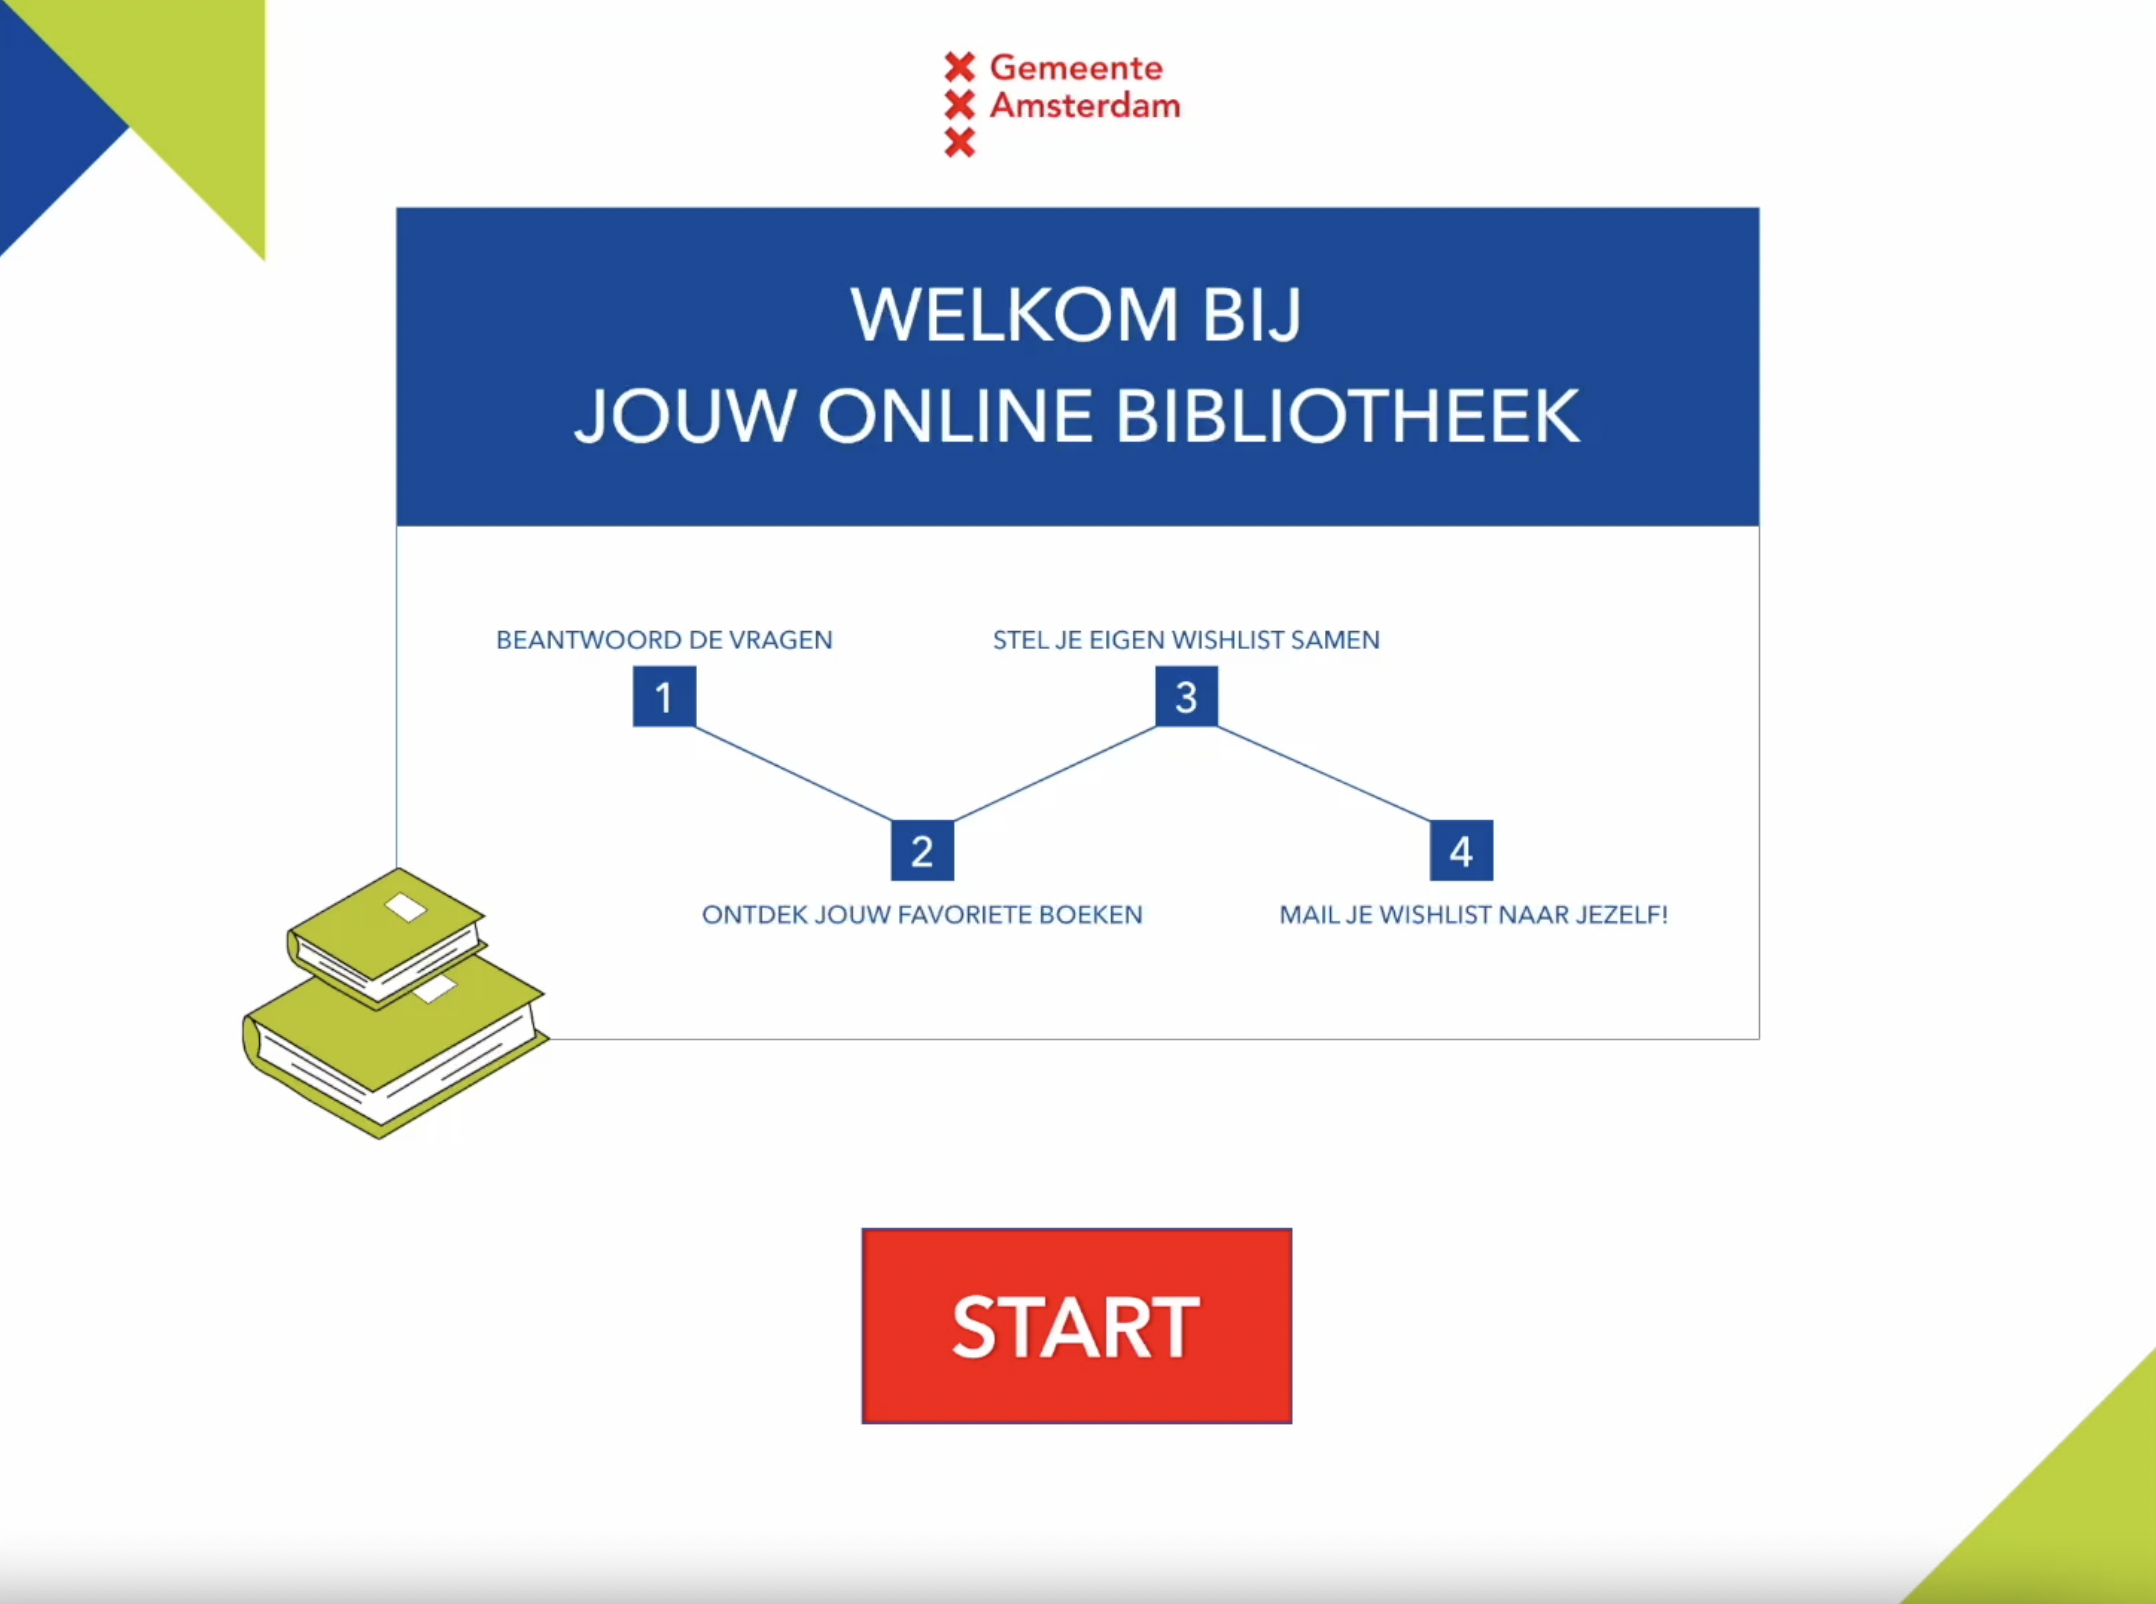 Gemeente
Amsterdam
WELKOM BIJ
JOUW ONLINE BIBLIOTHEEK
BEANTWOORD DE VRAGEN
STEL JE EIGEN WISHLIST SAMEN
1
3
2
4
ONTDEK JOUW FAVORIETE BOEKEN
MAIL JE WISHLIST NAAR JEZELF!
START